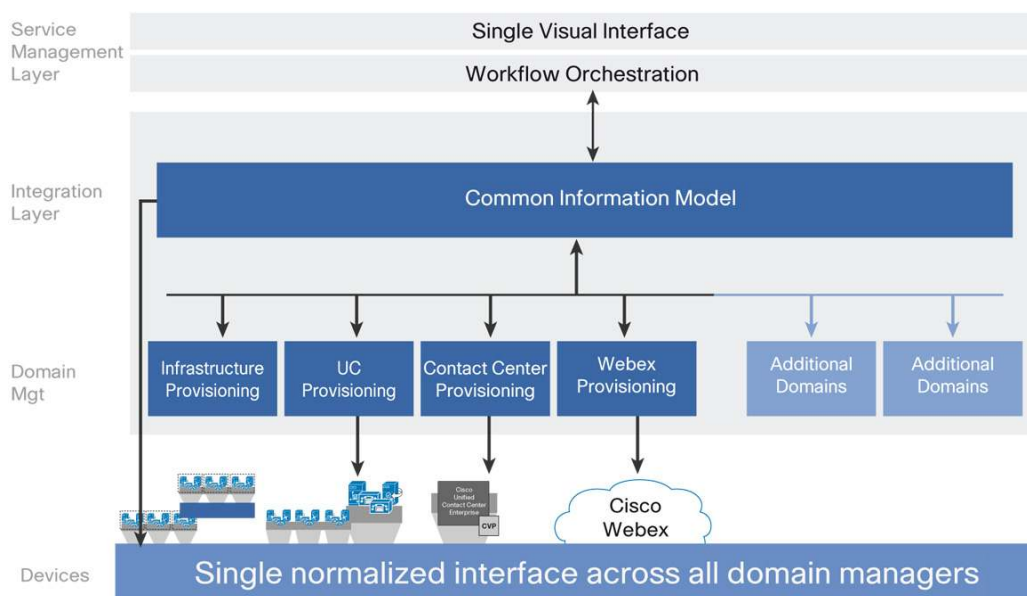 Service
Management
Layer
Single Visual Interface
Workflow Orchestration
Integration
Layer
Common Information Model
Domain
Mgt
Infrastructure
Provisioning
UC
Provisioning
Contact Center
Provisioning
Webex
Provisioning
Additional
Domains
Additional
Domains
Cisco
Unified
Contact Center
Enterprise
CVP
Cisco
Webex
Devices
Single normalized interface across all domain managers